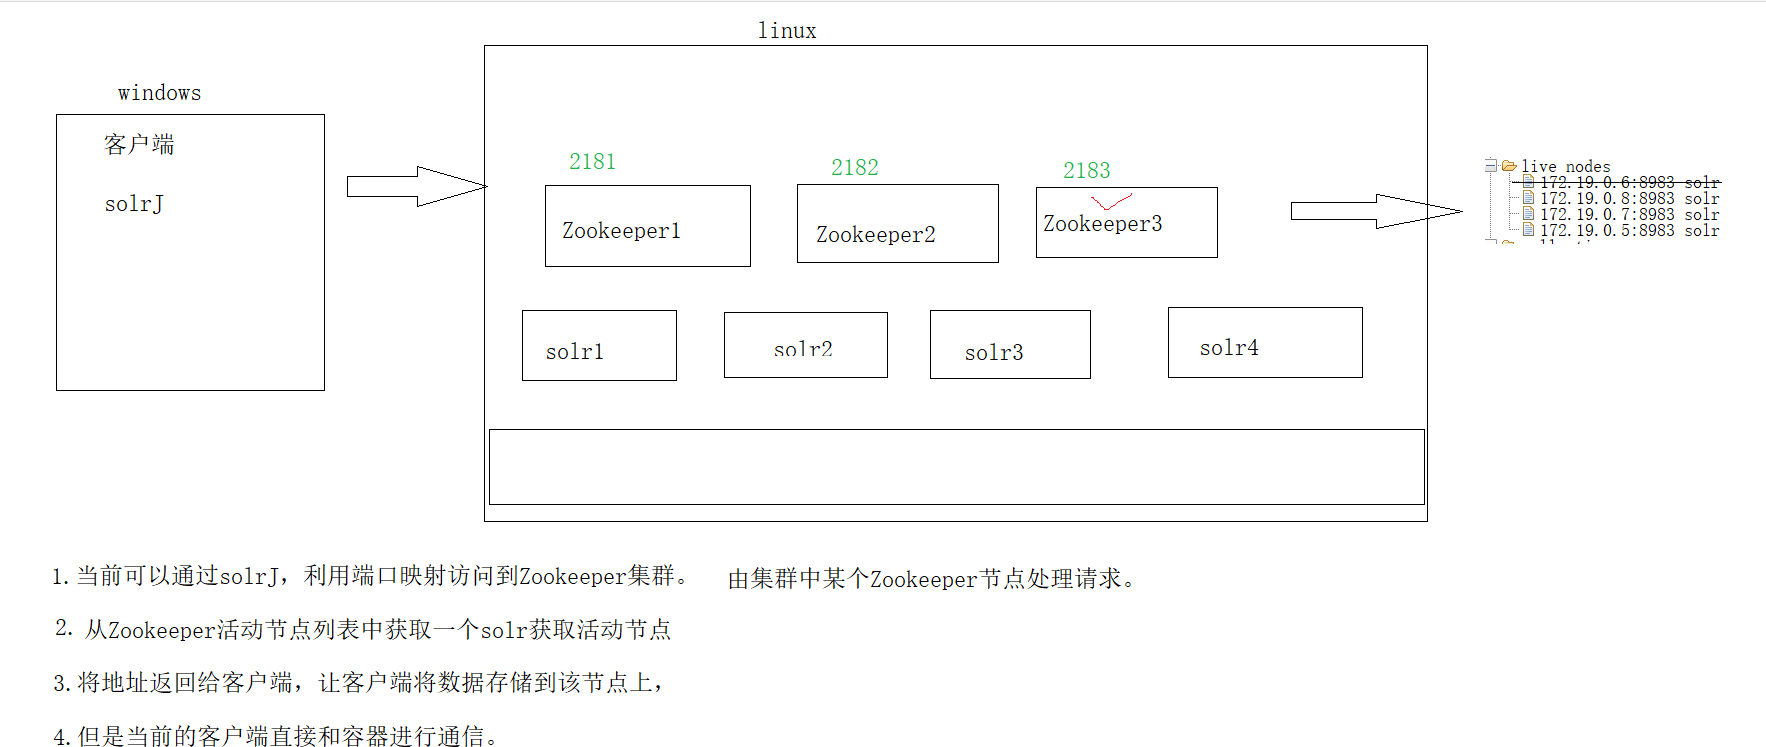 linux
windows
客户端
solrJ
2181
2182
2183
Zookeeper1
Zookeeper2
Zookeeper3
solr1
solr2
solr3
solr4
live nodes
172.19.0.6:8983 solr
172.19.0.8:8983 solr
172.19.0.7:8983 solr
172.19.0.5:8983 solr
1.当前可以通过solrJ，利用端口映射访问到Zookeeper集群。 由集群中某个Zookeeper节点处理请求。
2. 从Zookeeper活动节点列表中获取一个solr获取活动节点
3.将地址返回给客户端，让客户端将数据存储到该节点上，
4.但是当前的客户端直接和容器进行通信。